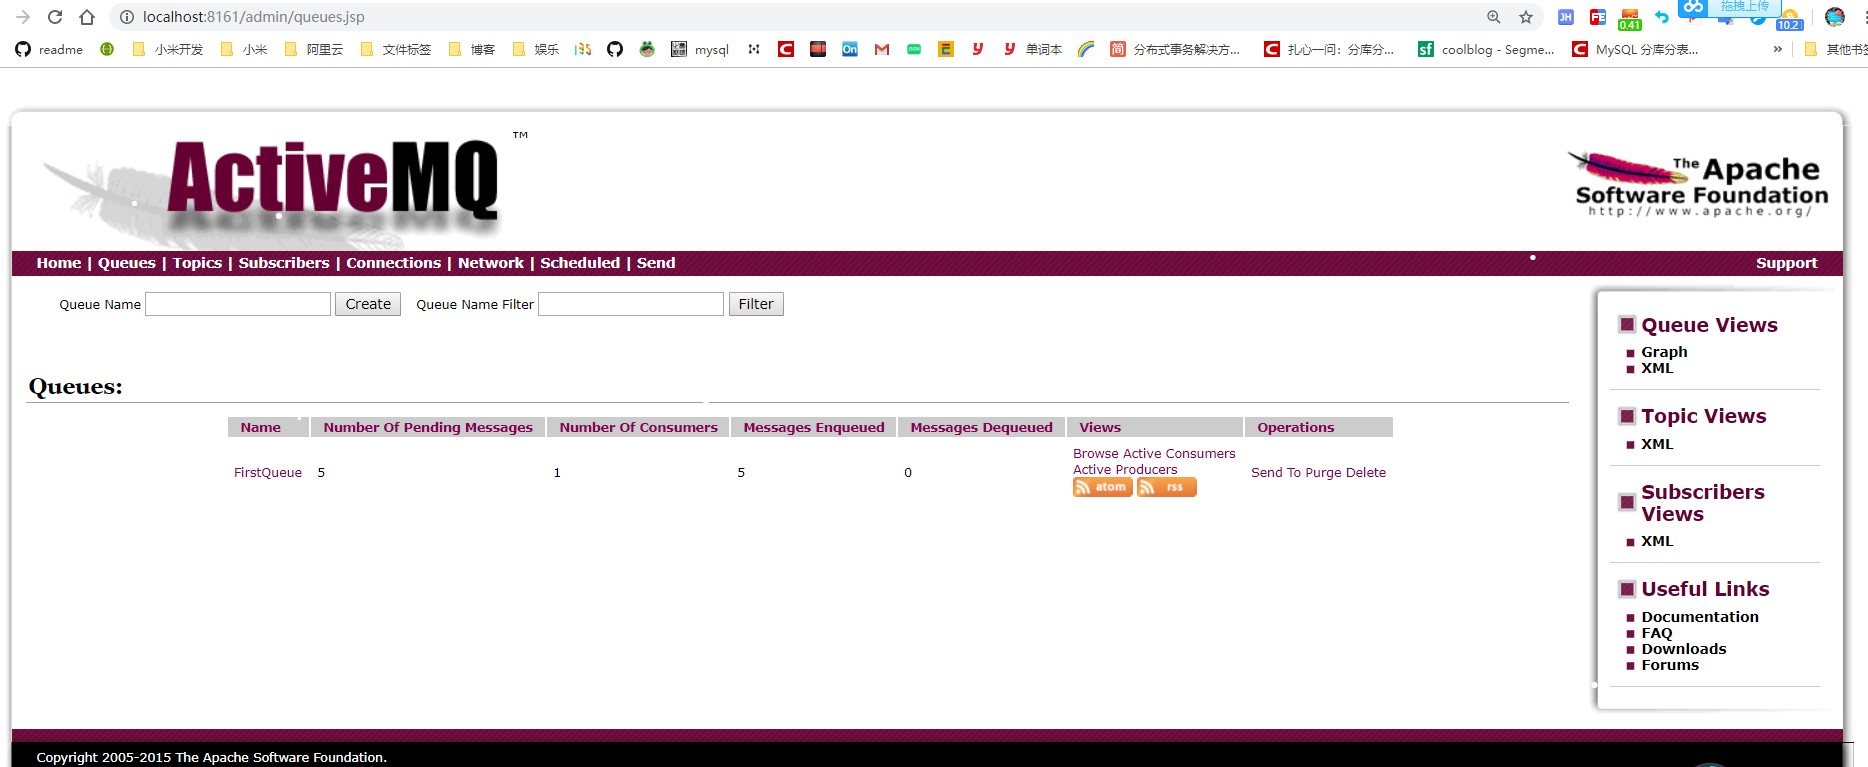 localhost:8161/admin/queues.jsp
拖拽上传
JH FE 0.41 10.2
readme 小米开发 小米 阿里云 文件标签 博客 娱乐 mysql On 单词本 简 分布式事务解决方... 扎心一问：分库分... sf coolblog - Segme... MySQL 分库分表... » 其他书签
ActiveMQ ™
The Apache
Software Foundation
http://www.apache.org/
Home | Queues | Topics | Subscribers | Connections | Network | Scheduled | Send Support
Queue Name Create Queue Name Filter Filter
Queues:
Name Number Of Pending Messages Number Of Consumers Messages Enqueued Messages Dequeued Views Operations
FirstQueue 5 1 5 0 Browse Active Consumers
Active Producers
atom rss
Send To Purge Delete
Queue Views
Graph
XML
Topic Views
XML
Subscribers
Views
XML
Useful Links
Documentation
FAQ
Downloads
Forums
Copyright 2005-2015 The Apache Software Foundation.